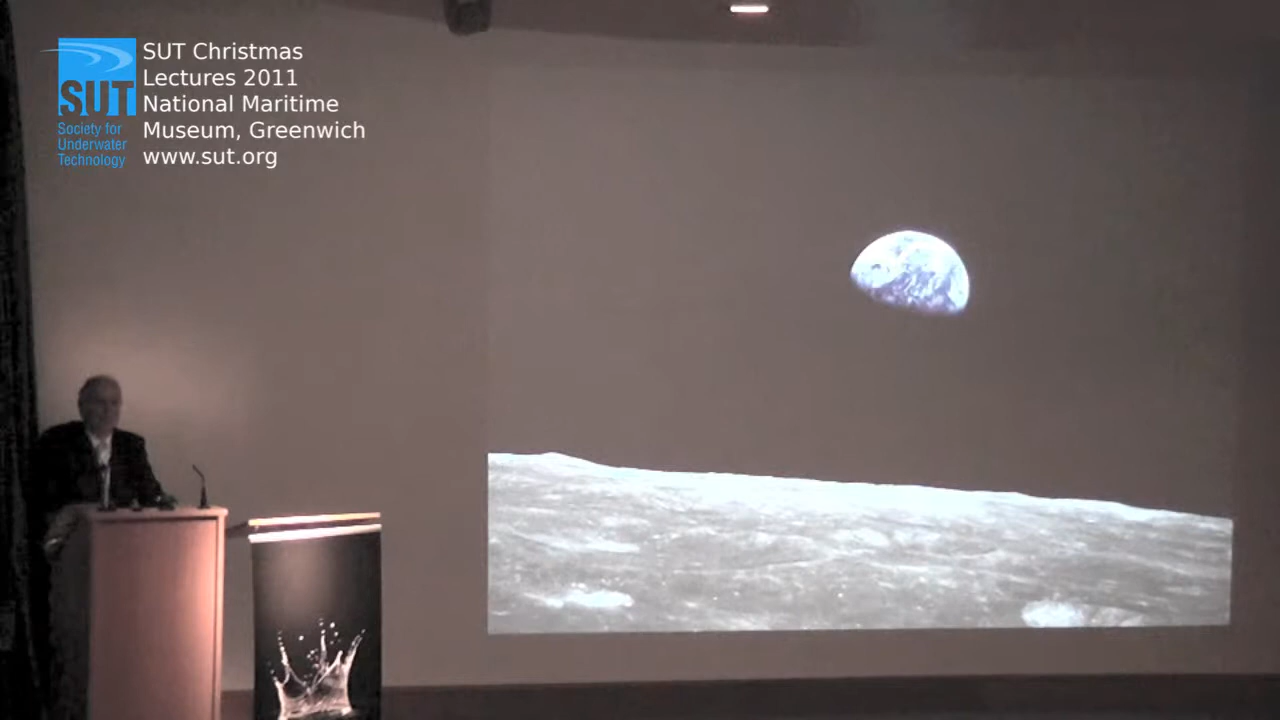 SUT Christmas
Lectures 2011
National Maritime
Museum, Greenwich
www.sut.org
SUT
Society for
Underwater
Technology